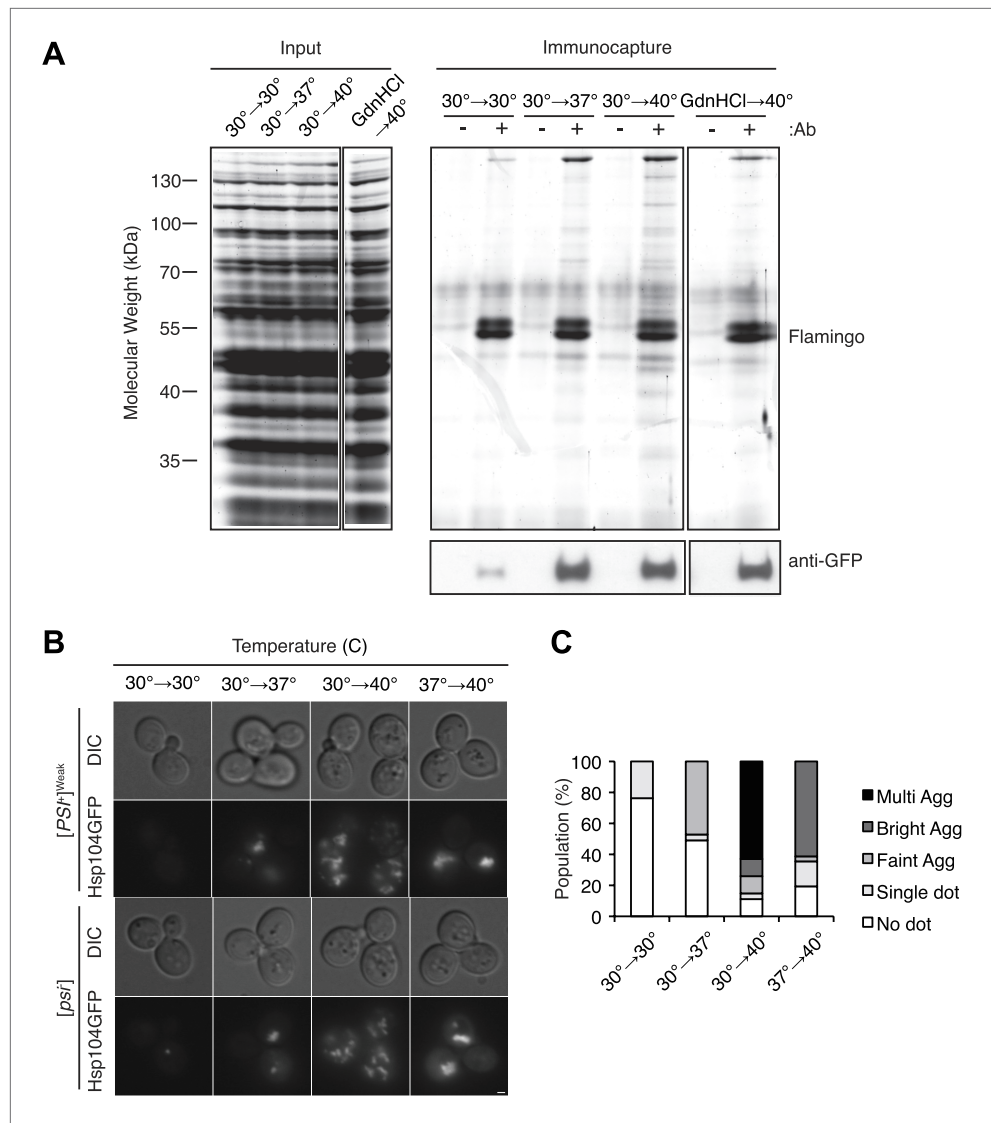 A
Input
Immunocapture
30°→30°
30°→37°
30°→40°
GdnHCl
→40°
30°→30° 30°→37° 30°→40° GdnHCl→40°
- + - + - + - + :Ab
Molecular Weight (kDa)
130
100
70
55
40
35
Flamingo
anti-GFP
B
Temperature (C)
30°→30° 30°→37° 30°→40° 37°→40°
[PSI+]Weak
DIC
Hsp104GFP
[psi-]
DIC
Hsp104GFP
C
Population (%)
100
80
60
40
20
0
30°→30°
30°→37°
30°→40°
37°→40°
Multi Agg
Bright Agg
Faint Agg
Single dot
No dot